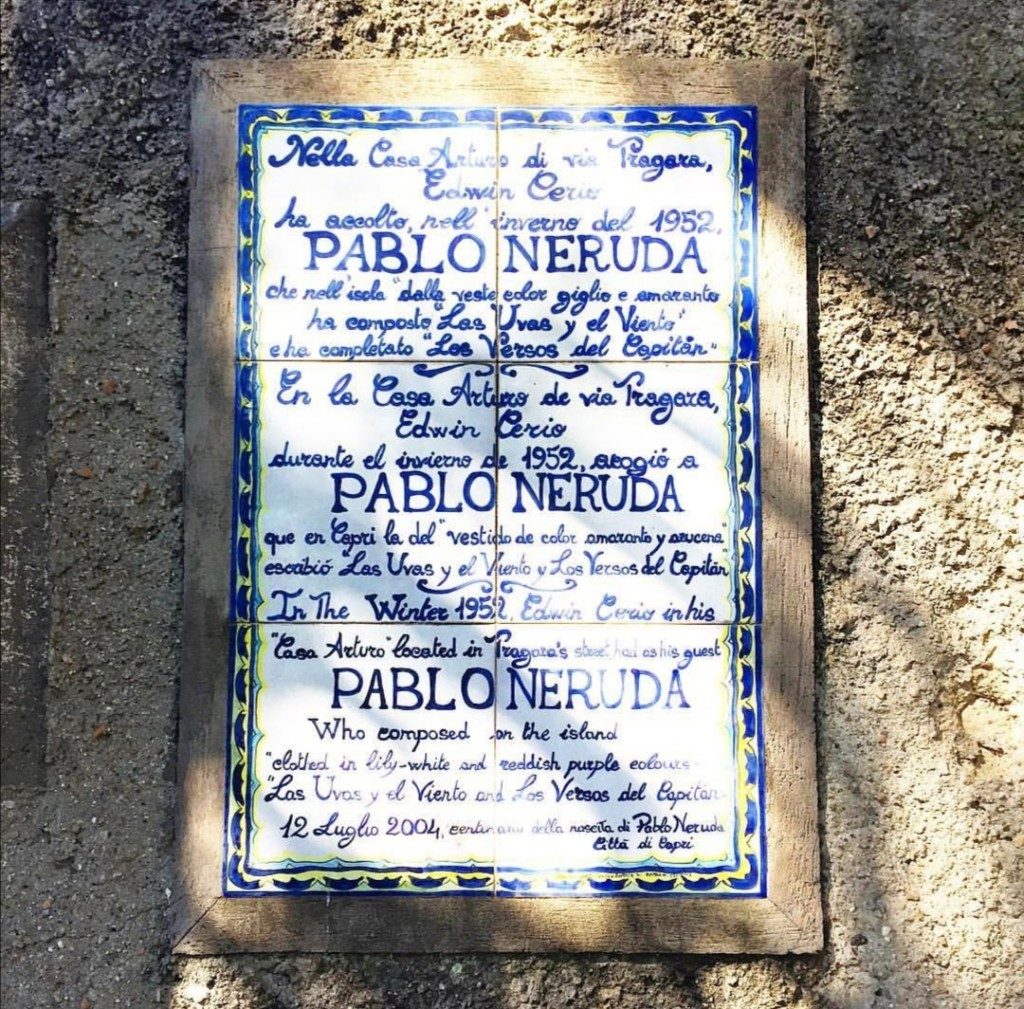 Nella Casa Arturo di via Tragara,
Edwin Cerio
ha accolto, nell'inverno del 1952,
PABLO NERUDA
che nell'isola "dalla veste color giglio e amaranto
ha composto "Las Uvas y el Viento"
e ha completato "Los Versos del Capitán"
En la Casa Arturo de via Tragara,
Edwin Cerio
durante el invierno de 1952, acogió a
PABLO NERUDA
que en Capri la del "vestido de color amaranto y azucena"
escribió "Las Uvas y el Viento y Los Versos del Capitán"
In The Winter 1952, Edwin Cerio in his
"Casa Arturo" located in Tragara's street had as his guest
PABLO NERUDA
Who composed on the island
"clothed in lily-white and reddish purple colours"
"Las Uvas y el Viento and Los Versos del Capitán"
12 Luglio 2004, centenario della nascita di Pablo Neruda
Città di Capri